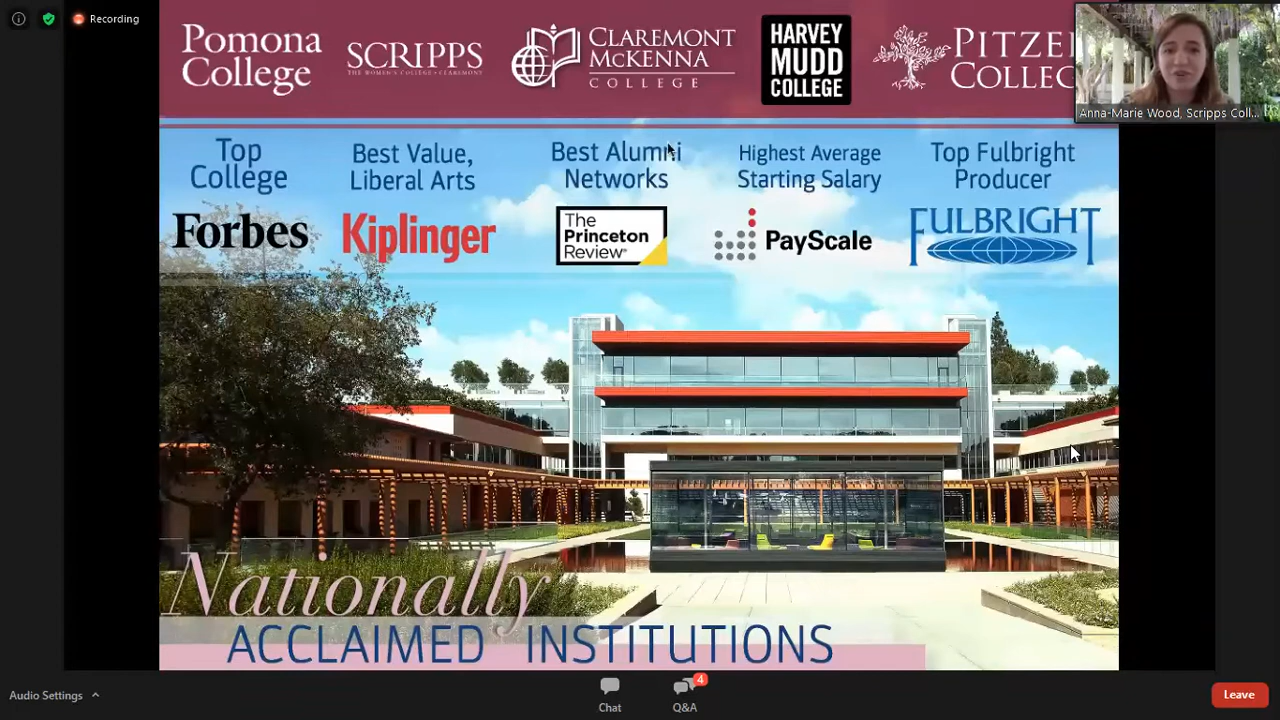 Recording
Pomona
College
SCRIPPS
THE WOMEN'S COLLEGE • CLAREMONT
CLAREMONT
MCKENNA
COLLEGE
HARVEY
MUDD
COLLEGE
PITZE
COLLEC
Anna-Marie Wood, Scripps Coll...
Top
College
Forbes
Best Value,
Liberal Arts
Kiplinger
Best Alumni
Networks
The
Princeton
Review
Highest Average
Starting Salary
PayScale
Top Fulbright
Producer
FULBRIGHT
Nationally
ACCLAIMED INSTITUTIONS
Audio Settings
Chat
4
Q&A
Leave